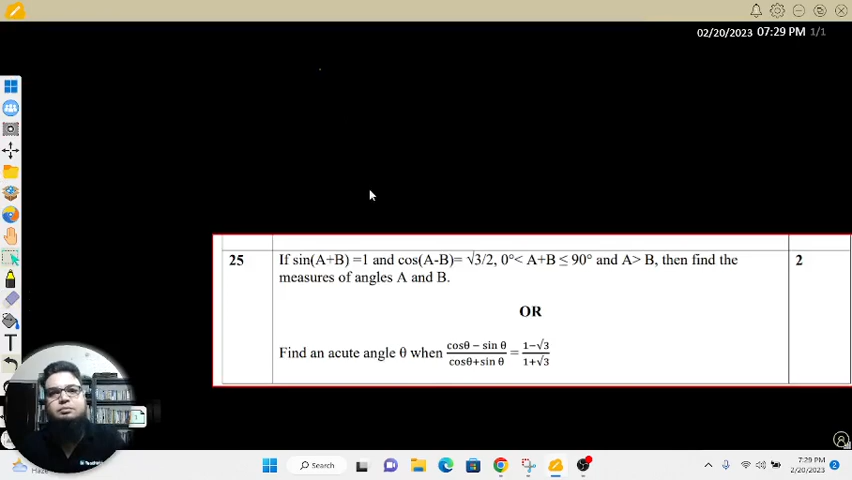 02/20/2023 07:29 PM 1/1
25 If sin(A+B) =1 and cos(A-B)= √3/2, 0°< A+B ≤ 90° and A> B, then find the 2
measures of angles A and B.
OR
Find an acute angle θ when (cosθ − sin θ)/(cosθ+sin θ) = (1−√3)/(1+√3)
T
Haze
Search
7:29 PM
2/20/2023
2